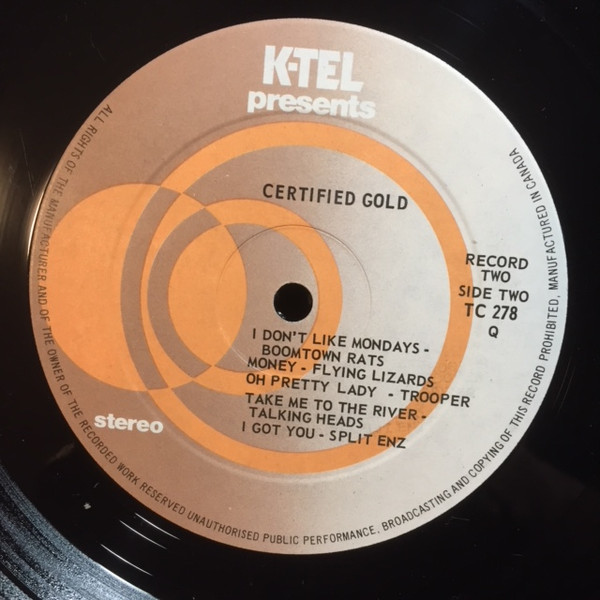 K-TEL
presents
CERTIFIED GOLD
RECORD
TWO
SIDE TWO
TC 278
Q
I DON'T LIKE MONDAYS -
BOOMTOWN RATS
MONEY - FLYING LIZARDS
OH PRETTY LADY - TROOPER
TAKE ME TO THE RIVER -
TALKING HEADS
I GOT YOU - SPLIT ENZ
stereo
ALL RIGHTS OF THE MANUFACTURER AND OF THE OWNER OF THE RECORDED WORK RESERVED UNAUTHORISED PUBLIC PERFORMANCE, BROADCASTING AND COPYING OF THIS RECORD PROHIBITED, MANUFACTURED IN CANADA